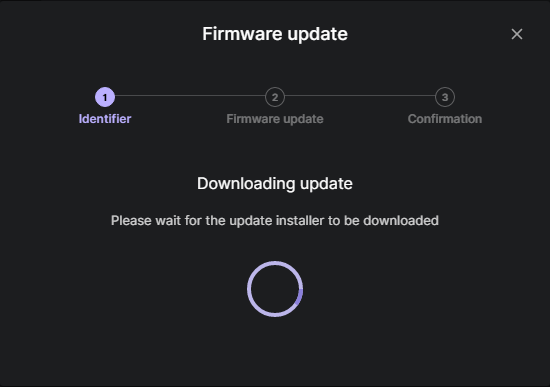 Firmware update
1
2
3
Identifier
Firmware update
Confirmation
Downloading update
Please wait for the update installer to be downloaded